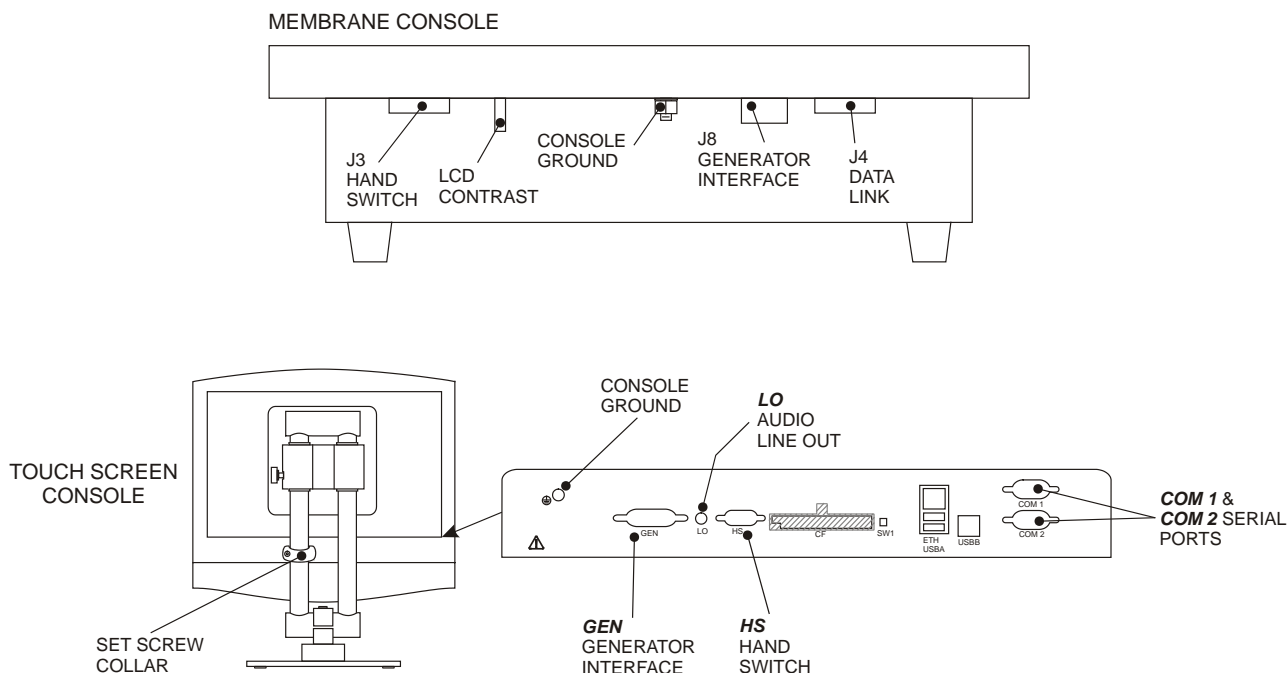 MEMBRANE CONSOLE
J3
HAND
SWITCH
LCD
CONTRAST
CONSOLE
GROUND
J8
GENERATOR
INTERFACE
J4
DATA
LINK
TOUCH SCREEN
CONSOLE
SET SCREW
COLLAR
CONSOLE
GROUND
LO
AUDIO
LINE OUT
GEN
LO
HS
CF
SW1
ETH
USBA
USBB
COM 1
COM 2
COM 1 &
COM 2 SERIAL
PORTS
GEN
GENERATOR
INTERFACE
HS
HAND
SWITCH